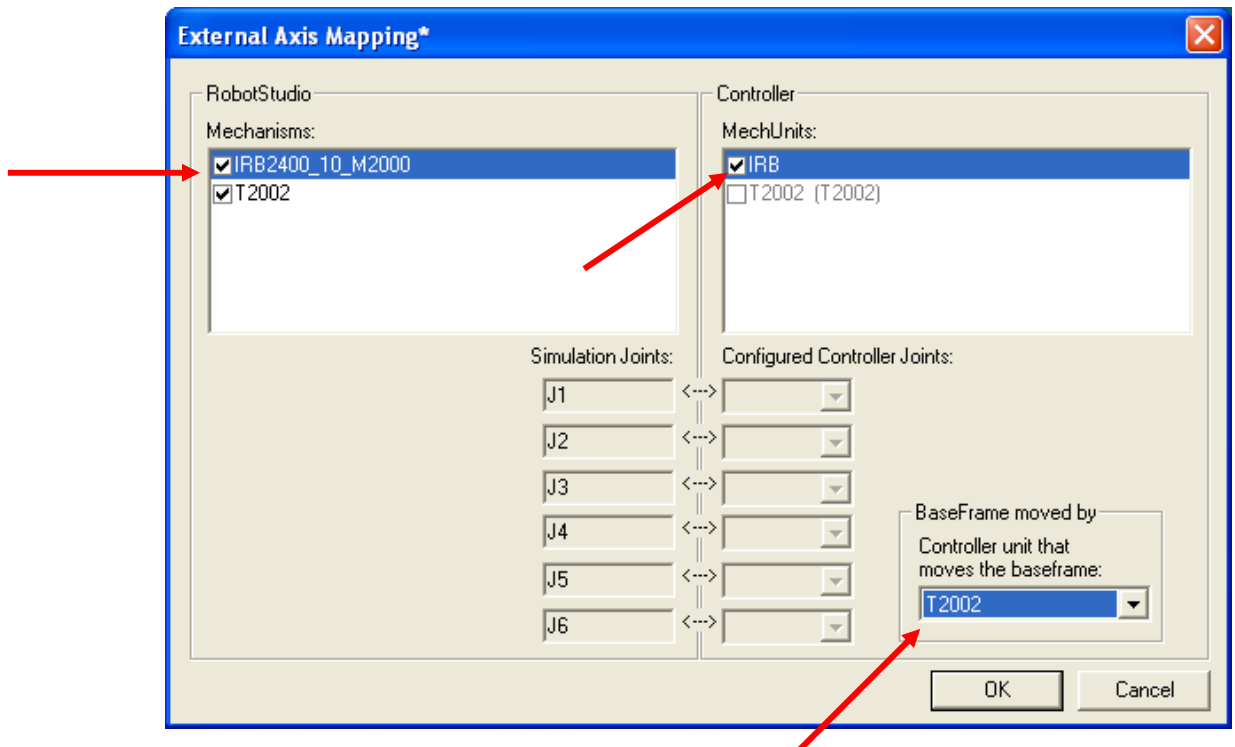 External Axis Mapping*
RobotStudio
Mechanisms:
IRB2400_10_M2000
T2002
Controller
MechUnits:
IRB
T2002 (T2002)
Simulation Joints:
Configured Controller Joints:
J1 <--->
J2 <--->
J3 <--->
J4 <--->
J5 <--->
J6 <--->
BaseFrame moved by
Controller unit that
moves the baseframe:
T2002
OK
Cancel